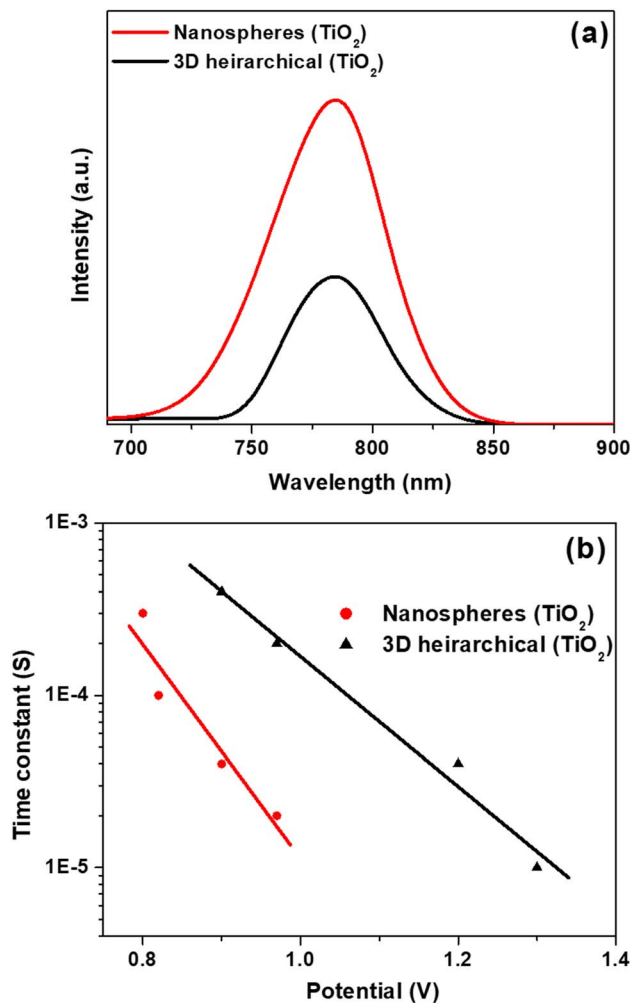 Nanospheres (TiO₂)
3D heirarchical (TiO₂)
(a)
Intensity (a.u.)
700 750 800 850 900
Wavelength (nm)
1E-3
(b)
Nanospheres (TiO₂)
3D heirarchical (TiO₂)
Time constant (S)
1E-4
1E-5
0.8 1.0 1.2 1.4
Potential (V)